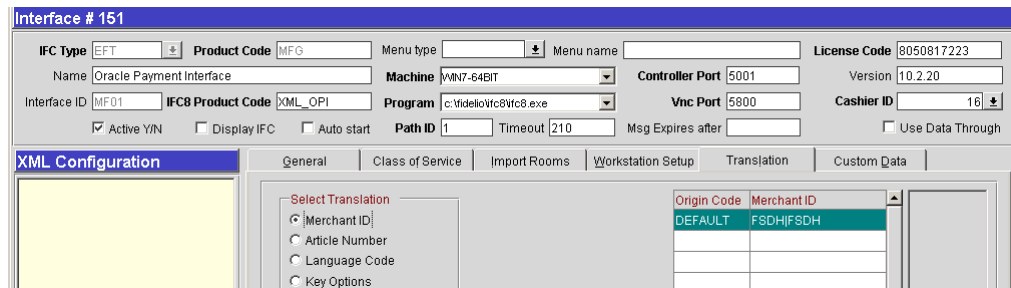 Interface # 151
IFC Type EFT Product Code MFG Menu type Menu name License Code 8050817223
Name Oracle Payment Interface Machine WIN7-64BIT Controller Port 5001 Version 10.2.20
Interface ID MF01 IFC8 Product Code XML_OPI Program c:\fidelio\ifc8\ifc8.exe Vnc Port 5800 Cashier ID 16
Active Y/N Display IFC Auto start Path ID 1 Timeout 210 Msg Expires after Use Data Through
XML Configuration General Class of Service Import Rooms Workstation Setup Translation Custom Data
Select Translation Origin Code Merchant ID
Merchant ID DEFAULT FSDH|FSDH
Article Number
Language Code
Key Options